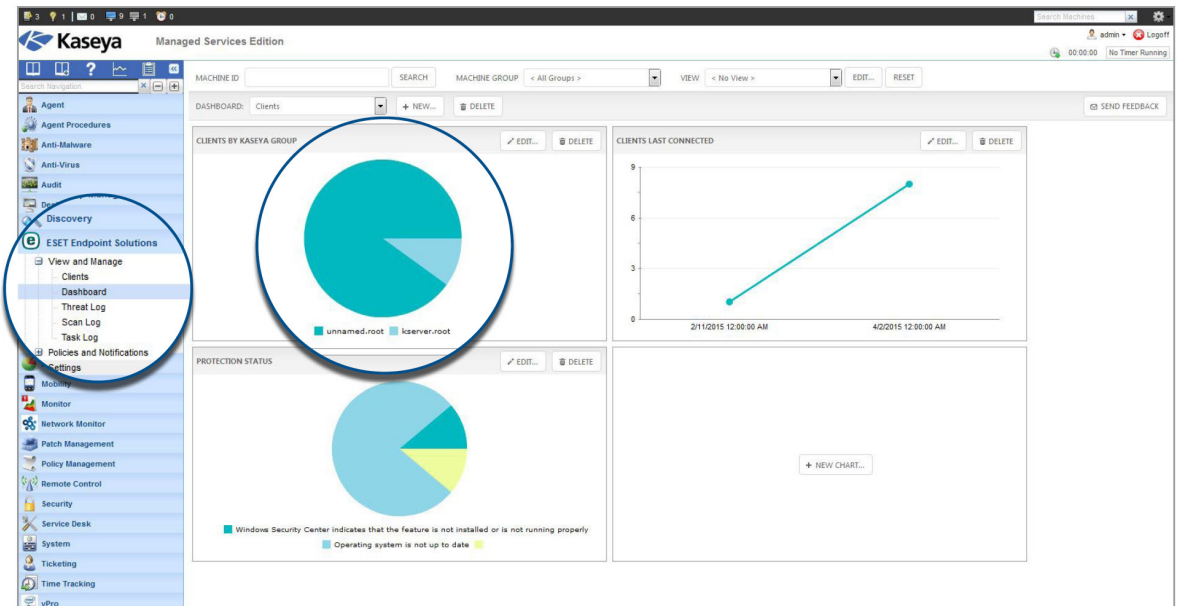 3 1 0 9 1 0
Search Machines
Kaseya Managed Services Edition
admin Logoff
00:00:00 No Timer Running
Search Navigation
MACHINE ID SEARCH MACHINE GROUP < All Groups > VIEW < No View > EDIT... RESET
DASHBOARD: Clients + NEW... DELETE SEND FEEDBACK
Agent
Agent Procedures
Anti-Malware
Anti-Virus
Audit
Discovery
ESET Endpoint Solutions
View and Manage
Clients
Dashboard
Threat Log
Scan Log
Task Log
Policies and Notifications
Settings
Mobility
Monitor
Network Monitor
Patch Management
Policy Management
Remote Control
Security
Service Desk
System
Ticketing
Time Tracking
vPro
CLIENTS BY KASEYA GROUP EDIT... DELETE
unnamed.root kserver.root
CLIENTS LAST CONNECTED EDIT... DELETE
9
6
3
0
2/11/2015 12:00:00 AM 4/2/2015 12:00:00 AM
PROTECTION STATUS EDIT... DELETE
Windows Security Center indicates that the feature is not installed or is not running properly
Operating system is not up to date
+ NEW CHART...